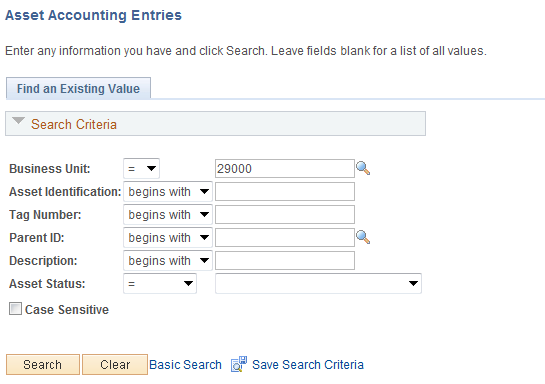 Asset Accounting Entries
Enter any information you have and click Search. Leave fields blank for a list of all values.
Find an Existing Value
Search Criteria
Business Unit: = 29000
Asset Identification: begins with
Tag Number: begins with
Parent ID: begins with
Description: begins with
Asset Status: =
Case Sensitive
Search Clear Basic Search Save Search Criteria